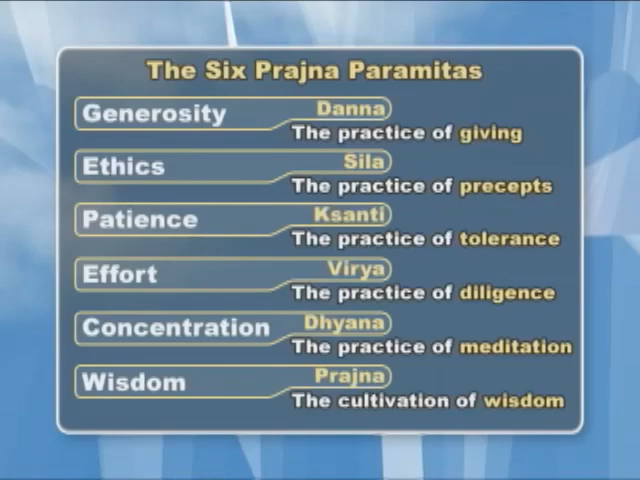 The Six Prajna Paramitas
Generosity Danna
The practice of giving
Ethics Sila
The practice of precepts
Patience Ksanti
The practice of tolerance
Effort Virya
The practice of diligence
Concentration Dhyana
The practice of meditation
Wisdom Prajna
The cultivation of wisdom